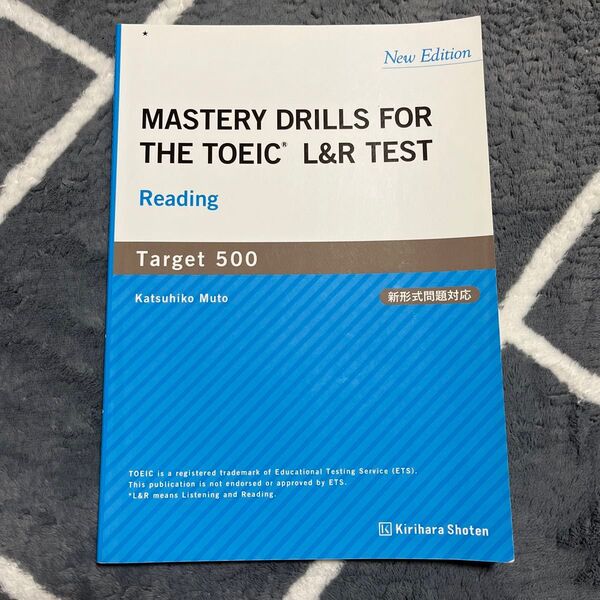 ★
New Edition
MASTERY DRILLS FOR
THE TOEIC® L&R TEST
Reading
Target 500
Katsuhiko Muto
新形式問題対応
TOEIC is a registered trademark of Educational Testing Service (ETS).
This publication is not endorsed or approved by ETS.
*L&R means Listening and Reading.
Kirihara Shoten